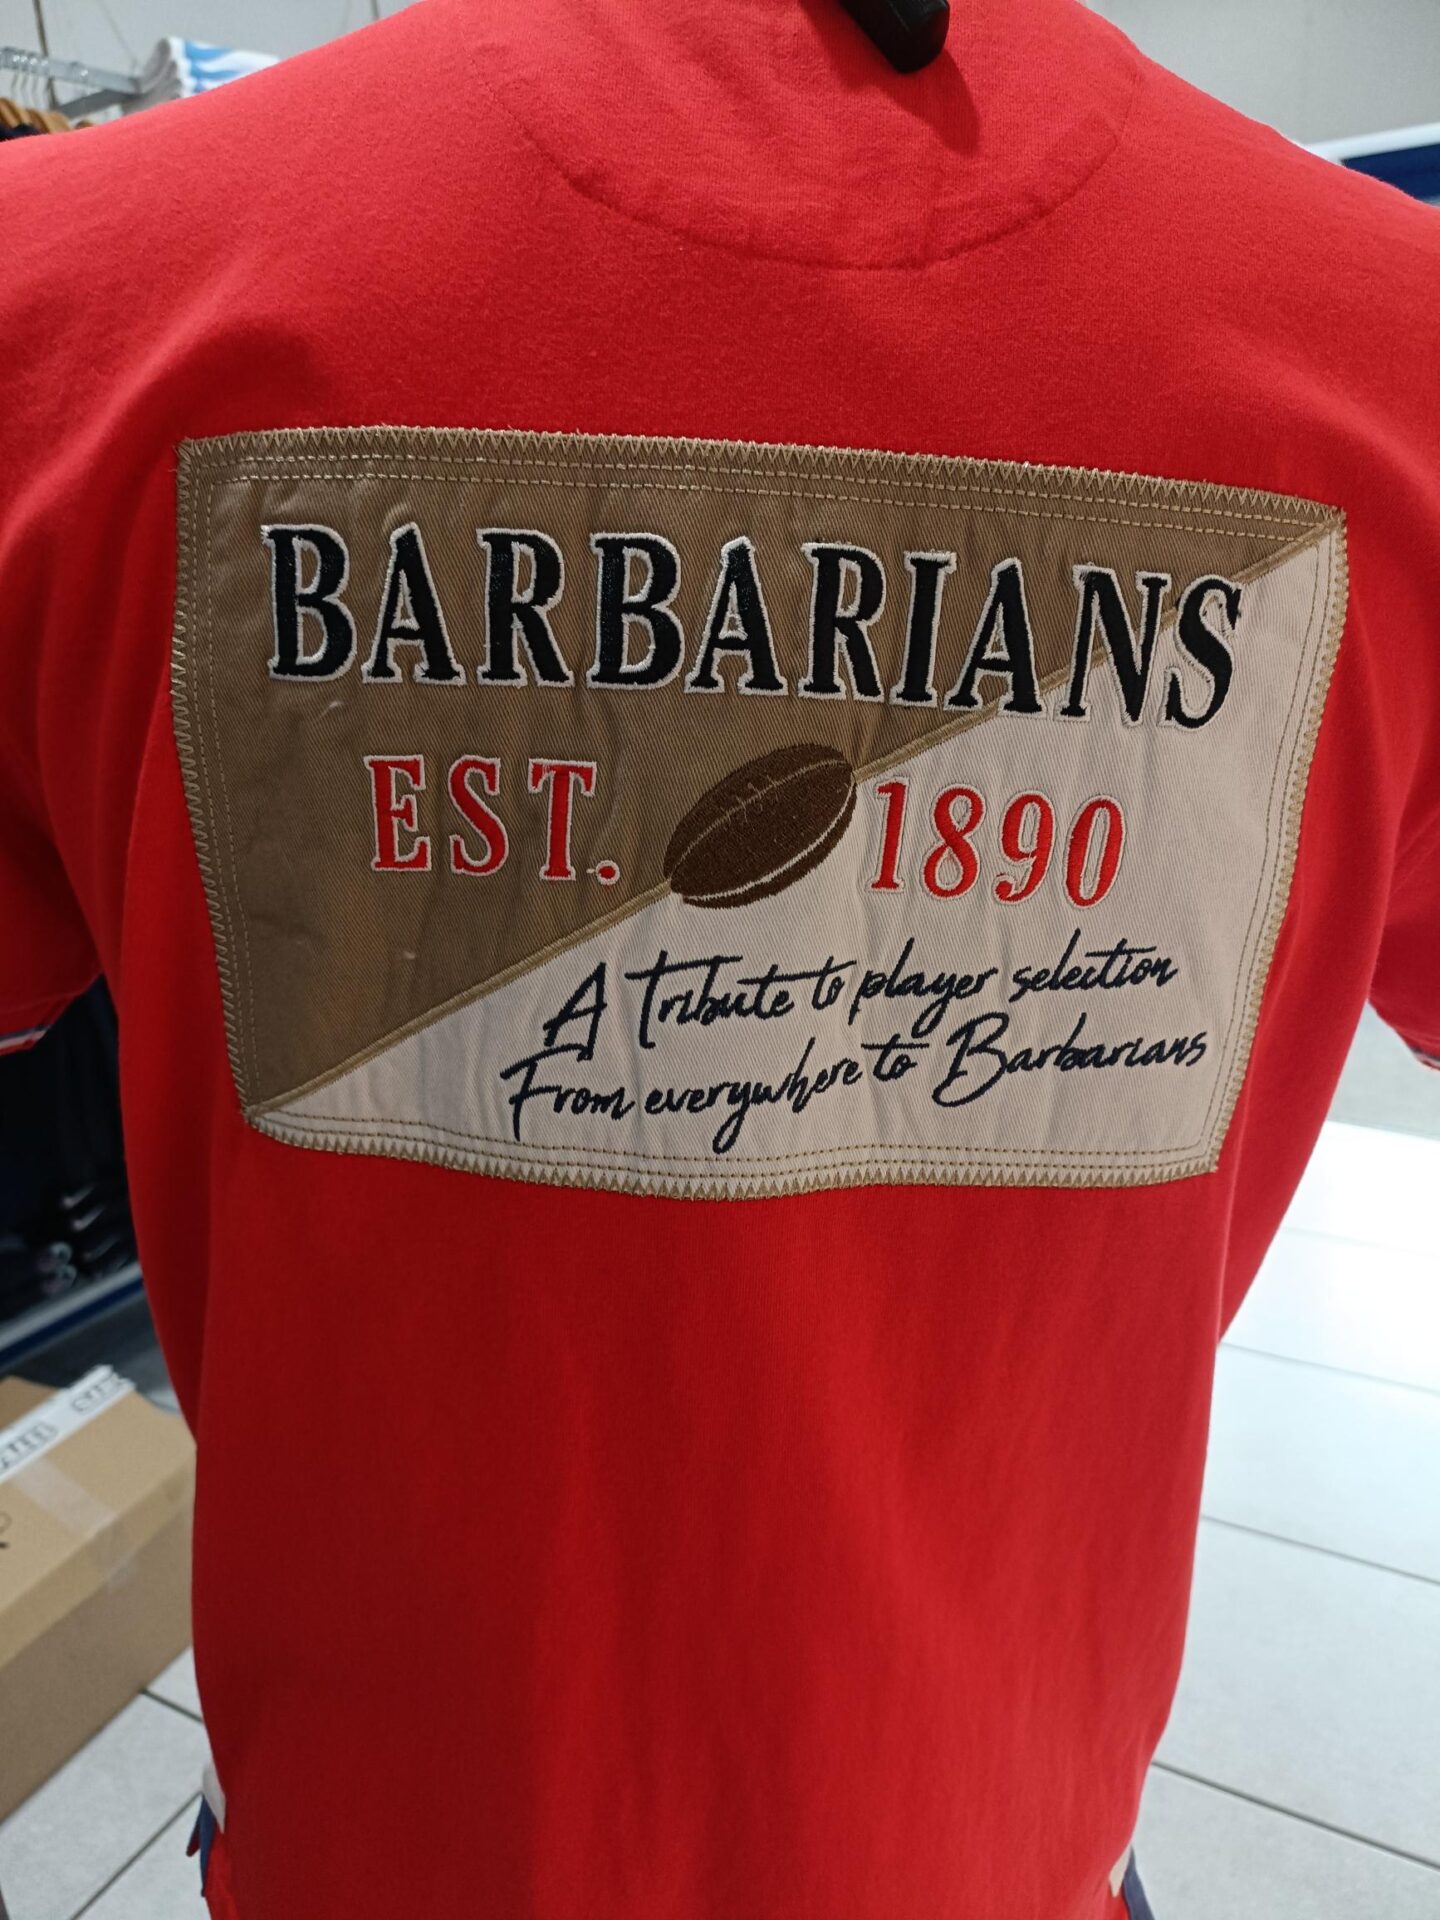 BARBARIANS
EST. 1890
A Tribute to player selection
From everywhere to Barbarians